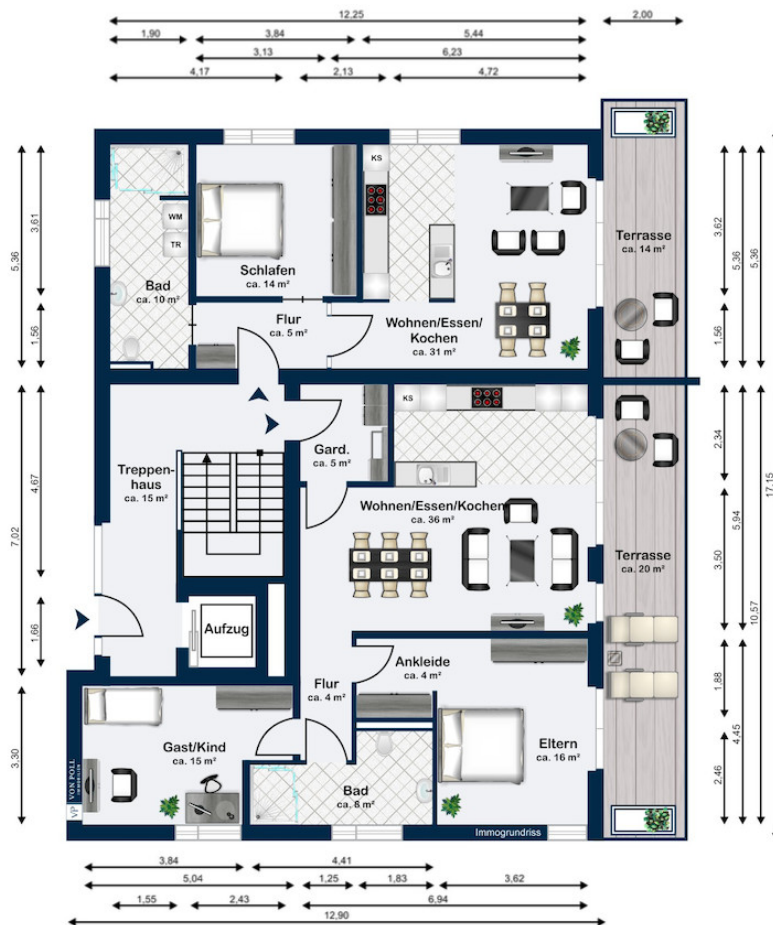 12,25
2,00
1,90
3,84
5,44
3,13
6,23
4,17
2,13
4,72
KS
WM
TR
Schlafen
ca. 14 m²
Bad
ca. 10 m²
Flur
ca. 5 m²
Wohnen/Essen/
Kochen
ca. 31 m²
Terrasse
ca. 14 m²
5,36
3,61
1,56
3,62
1,56
5,36
5,36
KS
Gard.
ca. 5 m²
Treppen-
haus
ca. 15 m²
Wohnen/Essen/Kochen
ca. 36 m²
Terrasse
ca. 20 m²
7,02
4,67
1,66
2,34
3,50
5,94
10,57
17,15
Aufzug
Ankleide
ca. 4 m²
Flur
ca. 4 m²
Gast/Kind
ca. 15 m²
Eltern
ca. 16 m²
Bad
ca. 8 m²
3,30
1,88
2,46
4,45
VP VON POLL
IMMOBILIEN
Immogrundriss
3,84
4,41
5,04
1,25
1,83
3,62
1,55
2,43
6,94
12,90